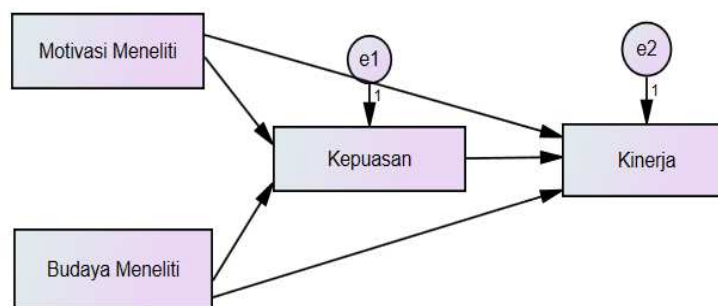 Motivasi Meneliti
e1
e2
1
1
Kepuasan
Kinerja
Budaya Meneliti